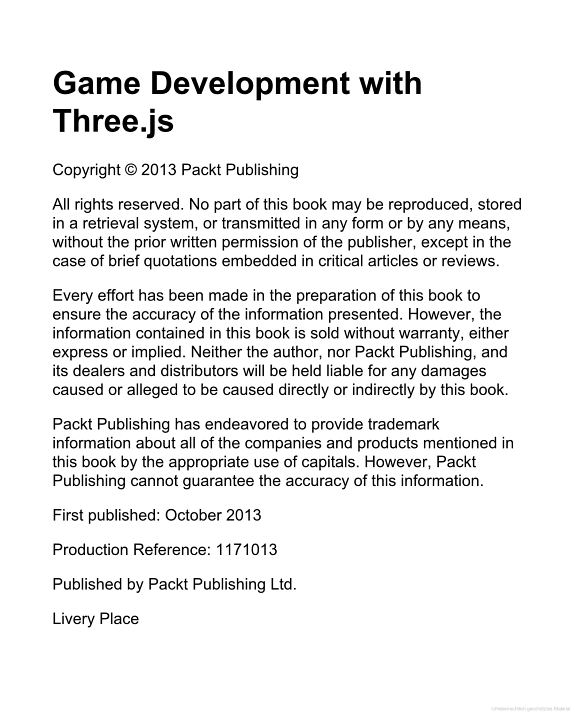 Game Development with
Three.js
Copyright © 2013 Packt Publishing
All rights reserved. No part of this book may be reproduced, stored
in a retrieval system, or transmitted in any form or by any means,
without the prior written permission of the publisher, except in the
case of brief quotations embedded in critical articles or reviews.
Every effort has been made in the preparation of this book to
ensure the accuracy of the information presented. However, the
information contained in this book is sold without warranty, either
express or implied. Neither the author, nor Packt Publishing, and
its dealers and distributors will be held liable for any damages
caused or alleged to be caused directly or indirectly by this book.
Packt Publishing has endeavored to provide trademark
information about all of the companies and products mentioned in
this book by the appropriate use of capitals. However, Packt
Publishing cannot guarantee the accuracy of this information.
First published: October 2013
Production Reference: 1171013
Published by Packt Publishing Ltd.
Livery Place
Urheberrechtlich geschütztes Material